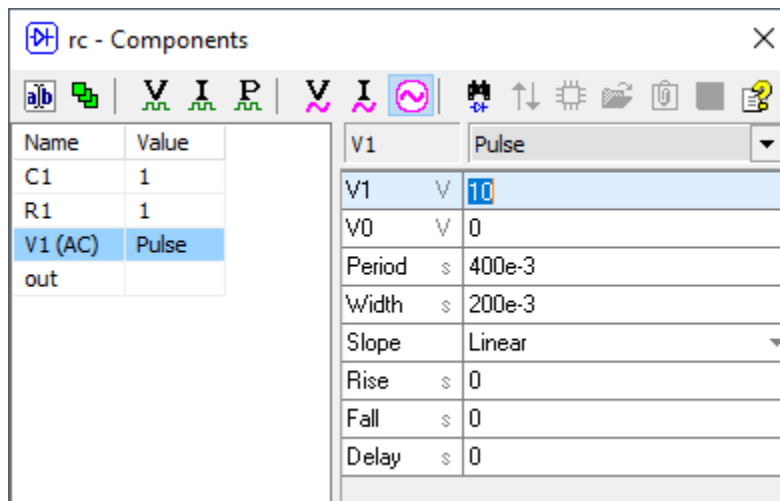 rc - Components
a|b V I P V I
Name Value
C1 1
R1 1
V1 (AC) Pulse
out
V1 Pulse
V1 V 10
V0 V 0
Period s 400e-3
Width s 200e-3
Slope Linear
Rise s 0
Fall s 0
Delay s 0